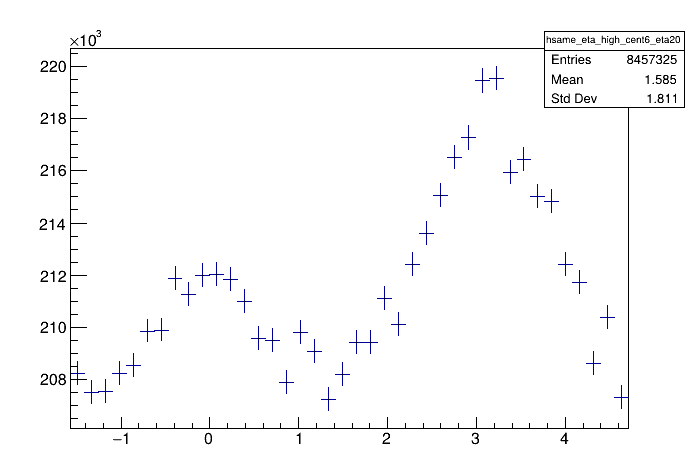 ×10³
hsame_eta_high_cent6_eta20
Entries 8457325
Mean 1.585
Std Dev 1.811
220
218
216
214
212
210
208
−1 0 1 2 3 4